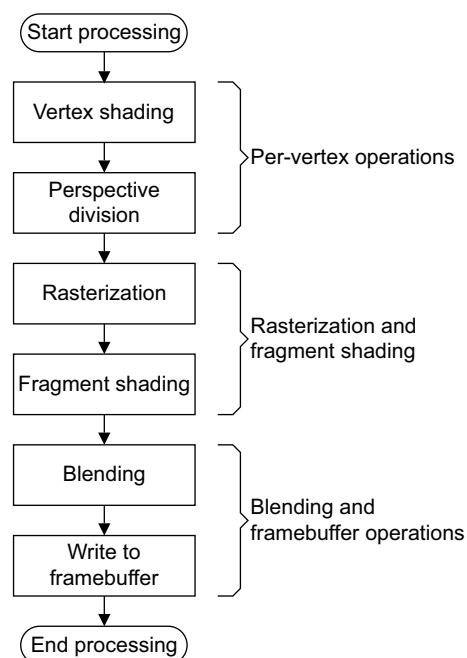 Start processing
Vertex shading
Perspective
division
Per-vertex operations
Rasterization
Fragment shading
Rasterization and
fragment shading
Blending
Write to
framebuffer
Blending and
framebuffer operations
End processing